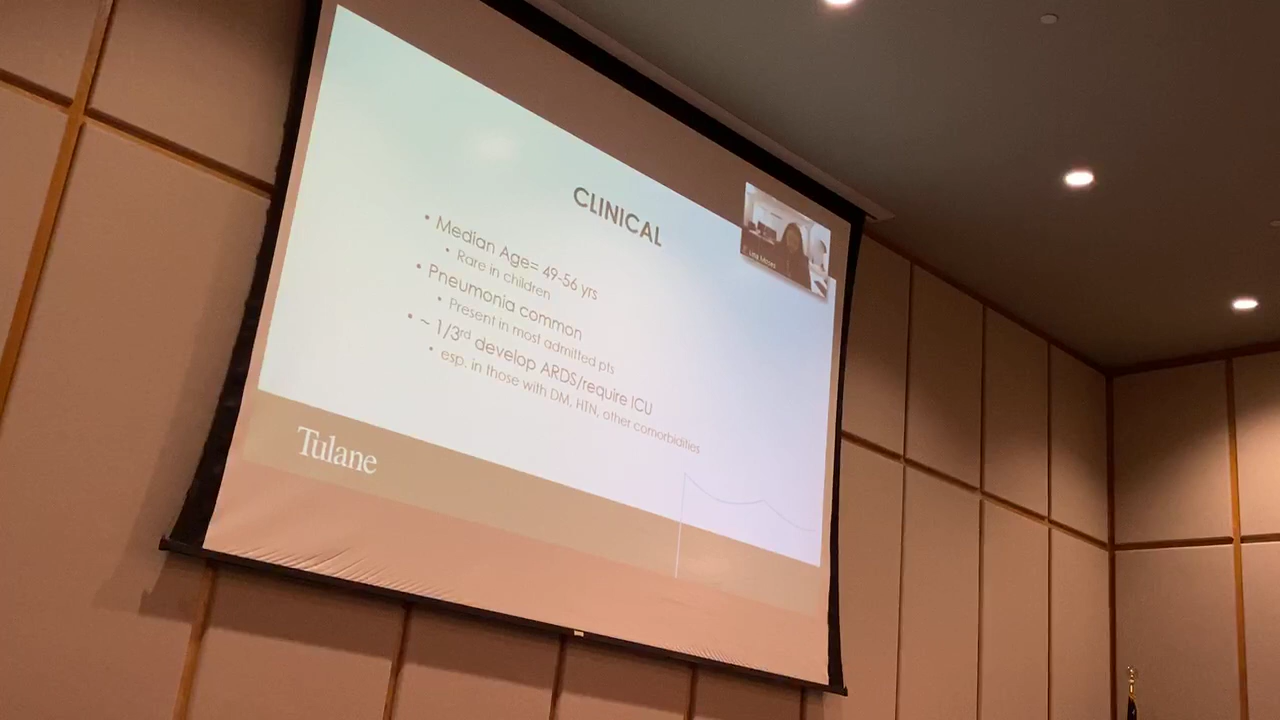 CLINICAL
• Median Age= 49-56 yrs
• Rare in children
• Pneumonia common
• Present in most admitted pts
• ~ 1/3rd develop ARDS/require ICU
• esp. in those with DM, HTN, other comorbidities
Tulane